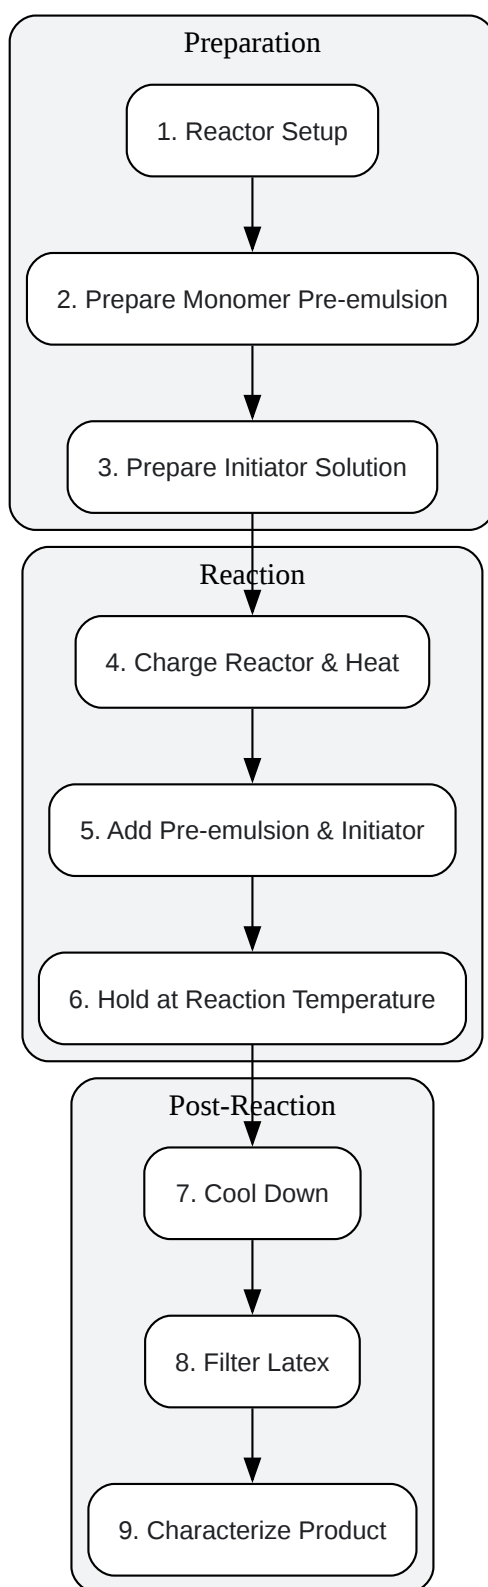 Preparation
1. Reactor Setup
2. Prepare Monomer Pre-emulsion
3. Prepare Initiator Solution
Reaction
4. Charge Reactor & Heat
5. Add Pre-emulsion & Initiator
6. Hold at Reaction Temperature
Post-Reaction
7. Cool Down
8. Filter Latex
9. Characterize Product